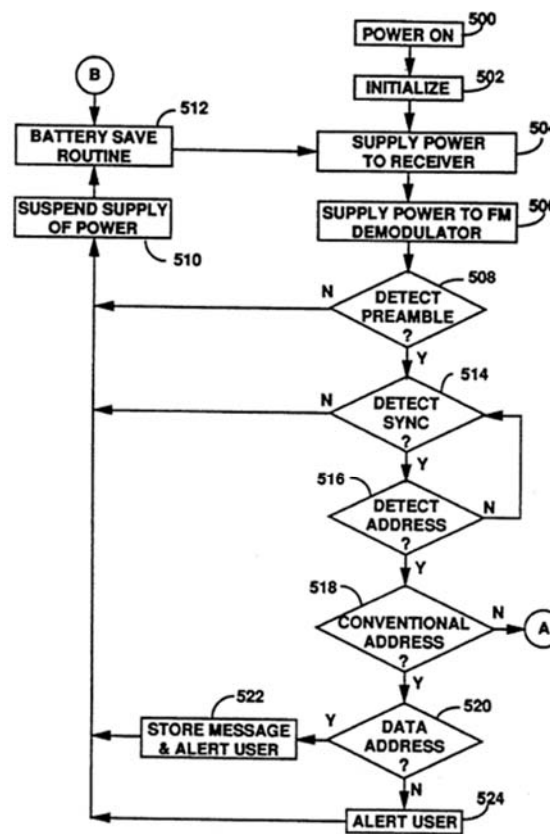 500
POWER ON
502
INITIALIZE
B
512
BATTERY SAVE
ROUTINE
504
SUPPLY POWER
TO RECEIVER
SUSPEND SUPPLY
OF POWER
510
506
SUPPLY POWER TO FM
DEMODULATOR
508
N
DETECT
PREAMBLE
?
Y
514
N
DETECT
SYNC
?
Y
516
DETECT
ADDRESS
?
N
Y
518
CONVENTIONAL
ADDRESS
?
N
A
Y
520
522
STORE MESSAGE
& ALERT USER
Y
DATA
ADDRESS
?
N
524
ALERT USER